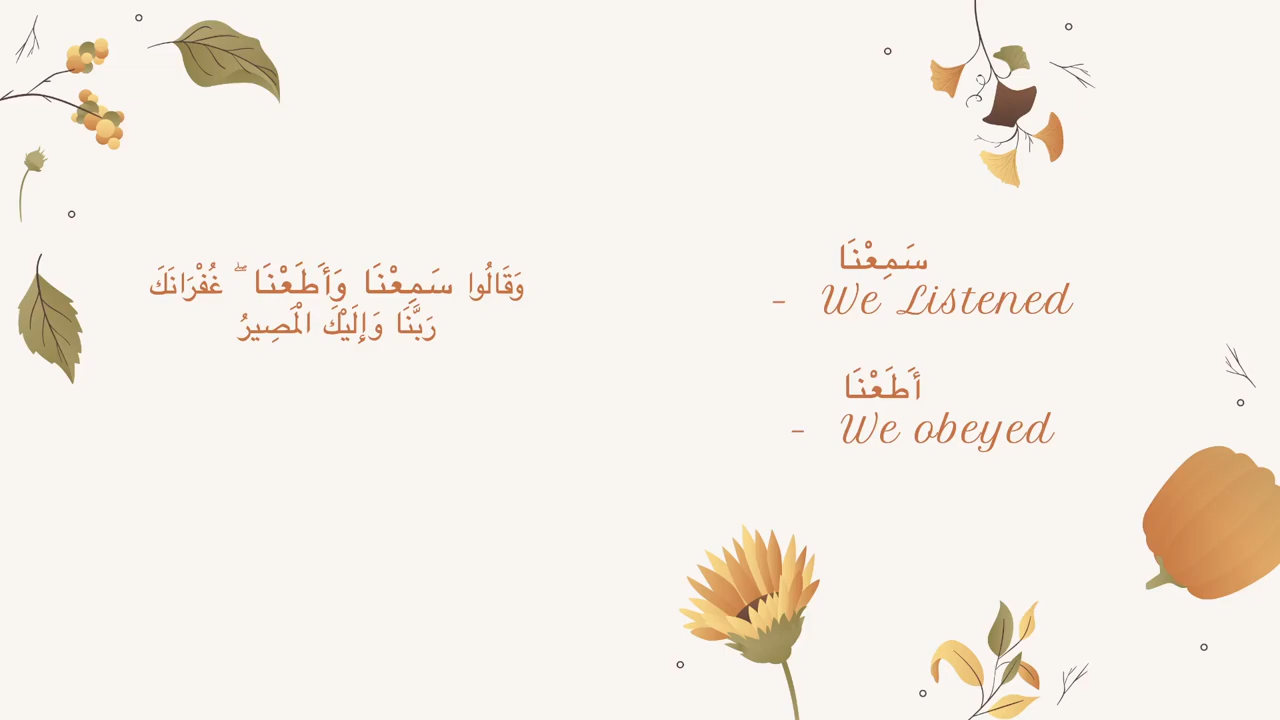 وَقَالُوا سَمِعْنَا وَأَطَعْنَا ۖ غُفْرَانَكَ
رَبَّنَا وَإِلَيْكَ الْمَصِيرُ
سَمِعْنَا
- We Listened
أَطَعْنَا
- We obeyed